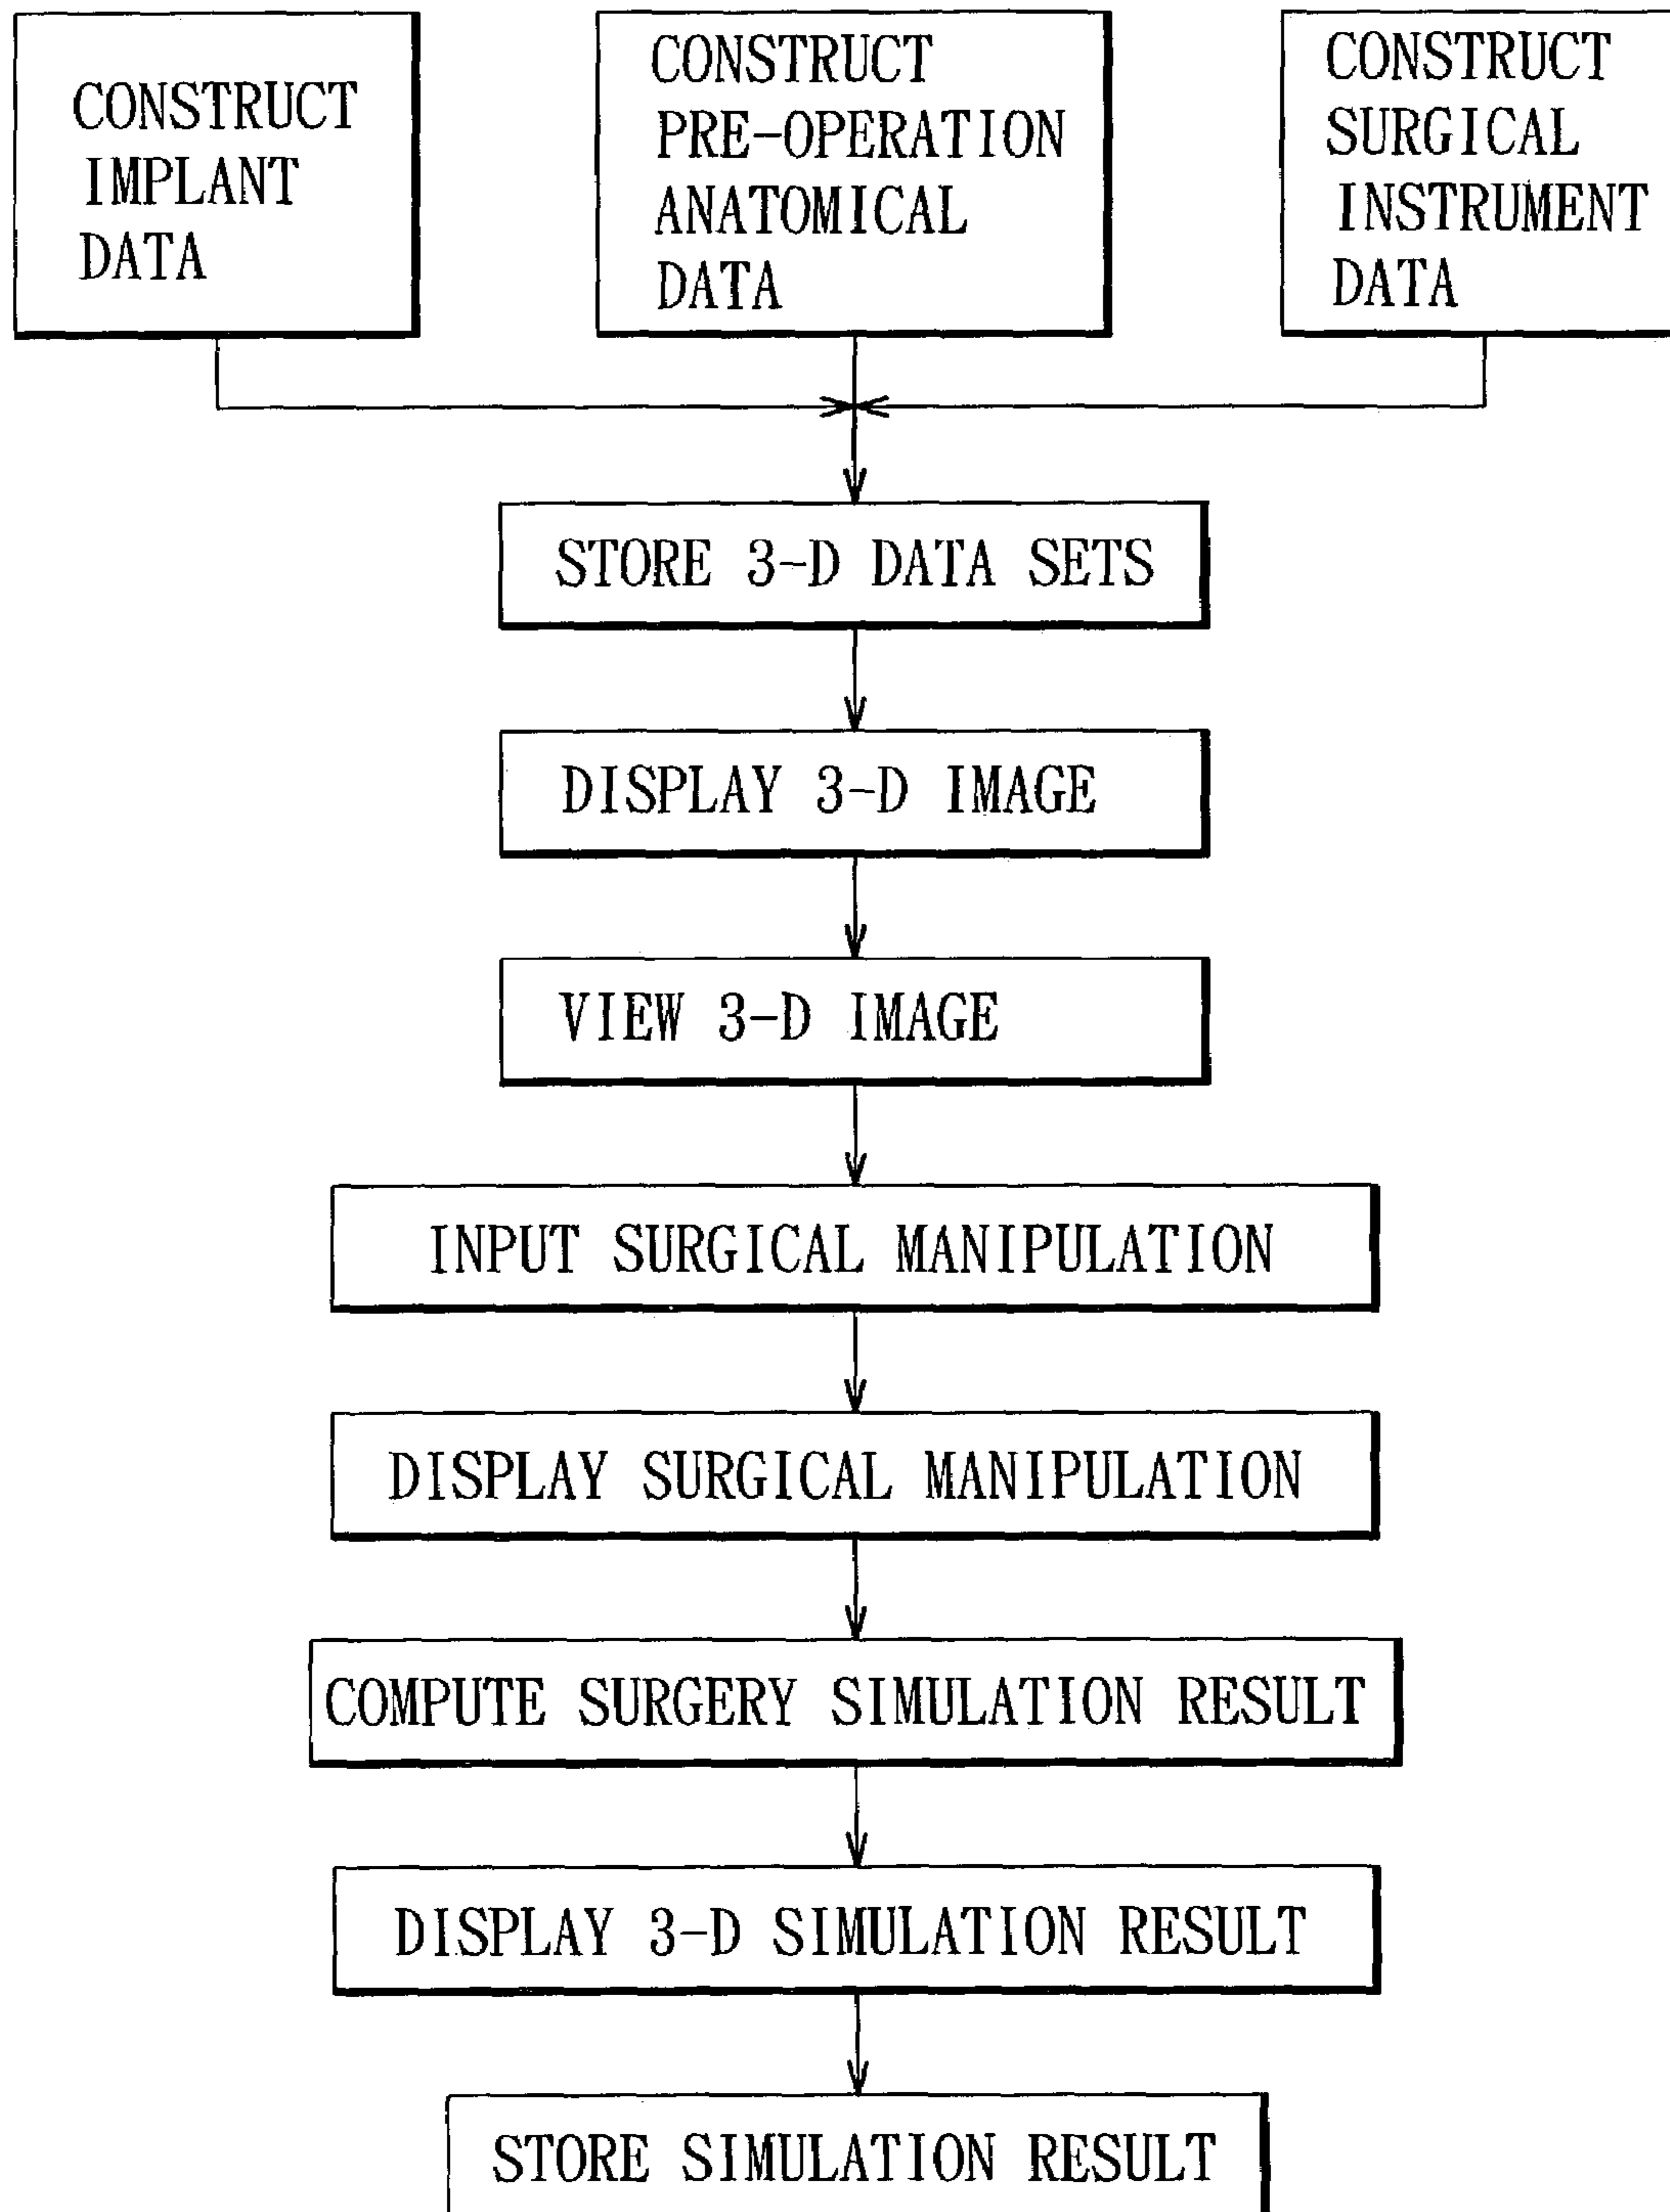 CONSTRUCT
IMPLANT
DATA
CONSTRUCT
PRE-OPERATION
ANATOMICAL
DATA
CONSTRUCT
SURGICAL
INSTRUMENT
DATA
STORE 3-D DATA SETS
DISPLAY 3-D IMAGE
VIEW 3-D IMAGE
INPUT SURGICAL MANIPULATION
DISPLAY SURGICAL MANIPULATION
COMPUTE SURGERY SIMULATION RESULT
DISPLAY 3-D SIMULATION RESULT
STORE SIMULATION RESULT